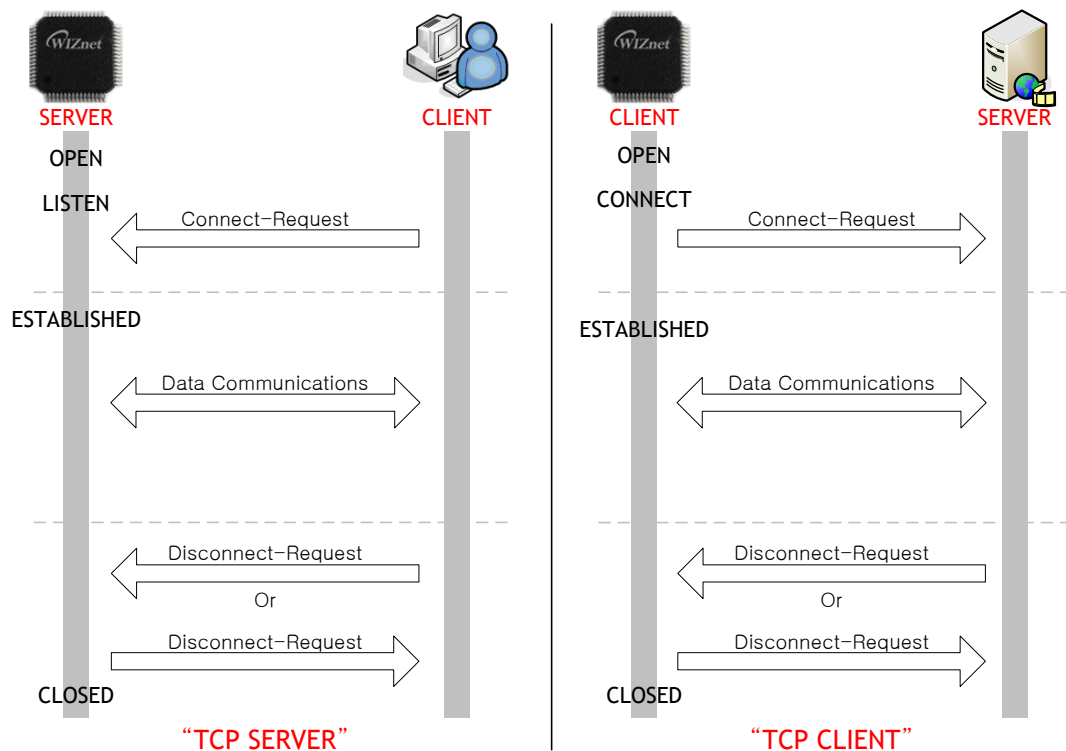 WIZnet
SERVER
CLIENT
OPEN
LISTEN
Connect-Request
ESTABLISHED
Data Communications
Disconnect-Request
Or
Disconnect-Request
CLOSED
“TCP SERVER”
WIZnet
CLIENT
SERVER
OPEN
CONNECT
Connect-Request
ESTABLISHED
Data Communications
Disconnect-Request
Or
Disconnect-Request
CLOSED
“TCP CLIENT”